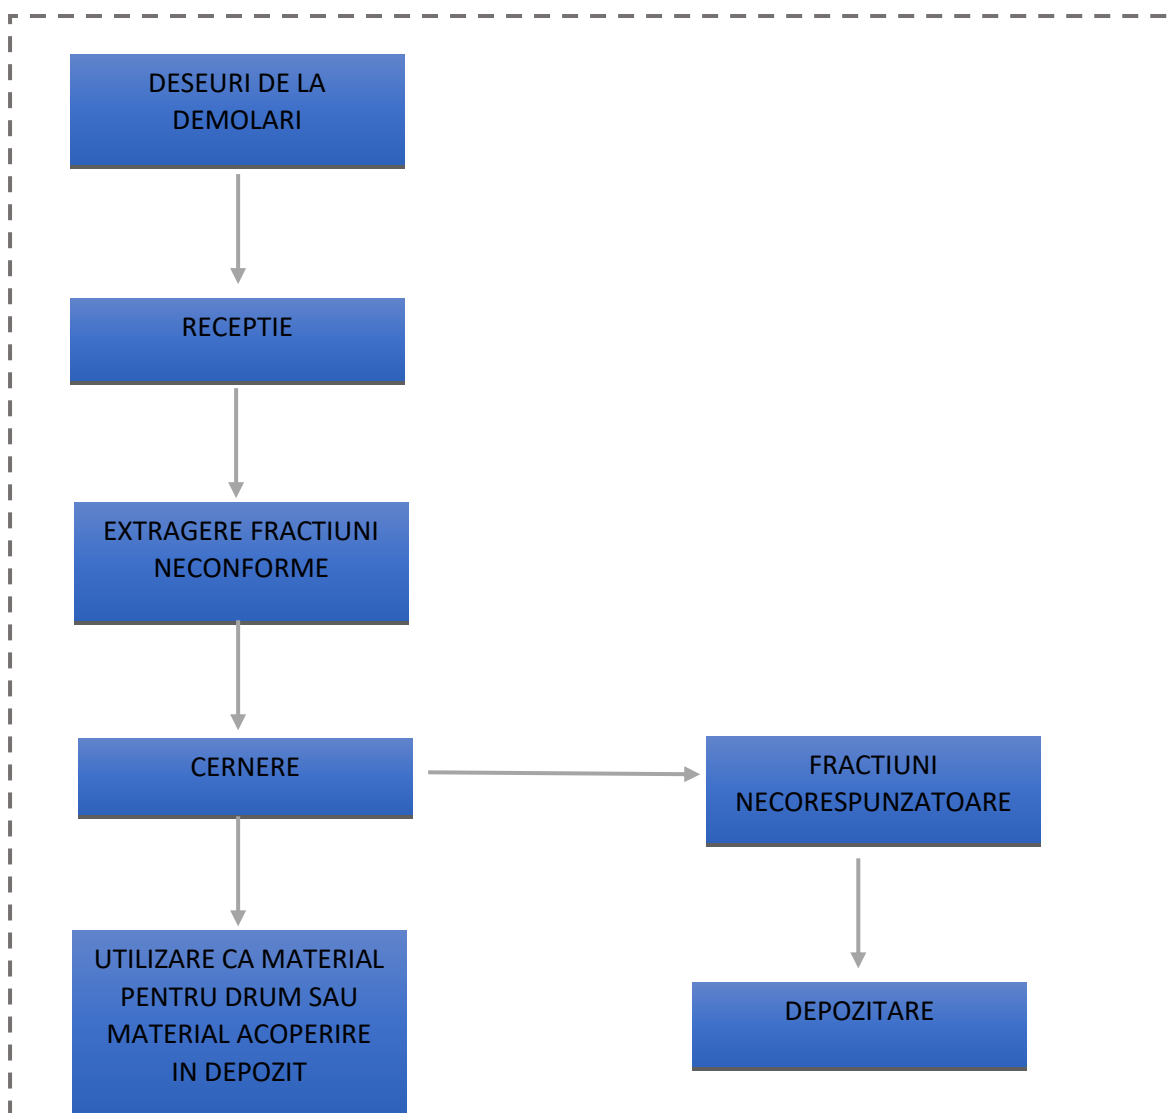 DESEURI DE LA
DEMOLARI
RECEPTIE
EXTRAGERE FRACTIUNI
NECONFORME
CERNERE
FRACTIUNI
NECORESPUNZATOARE
UTILIZARE CA MATERIAL
PENTRU DRUM SAU
MATERIAL ACOPERIRE
IN DEPOZIT
DEPOZITARE